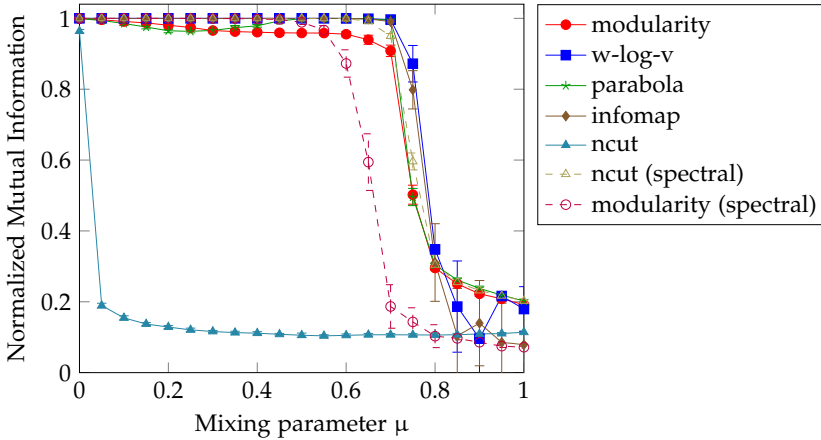 Normalized Mutual Information
1
0.8
0.6
0.4
0.2
0
0 0.2 0.4 0.6 0.8 1
Mixing parameter μ
modularity
w-log-v
parabola
infomap
ncut
ncut (spectral)
modularity (spectral)